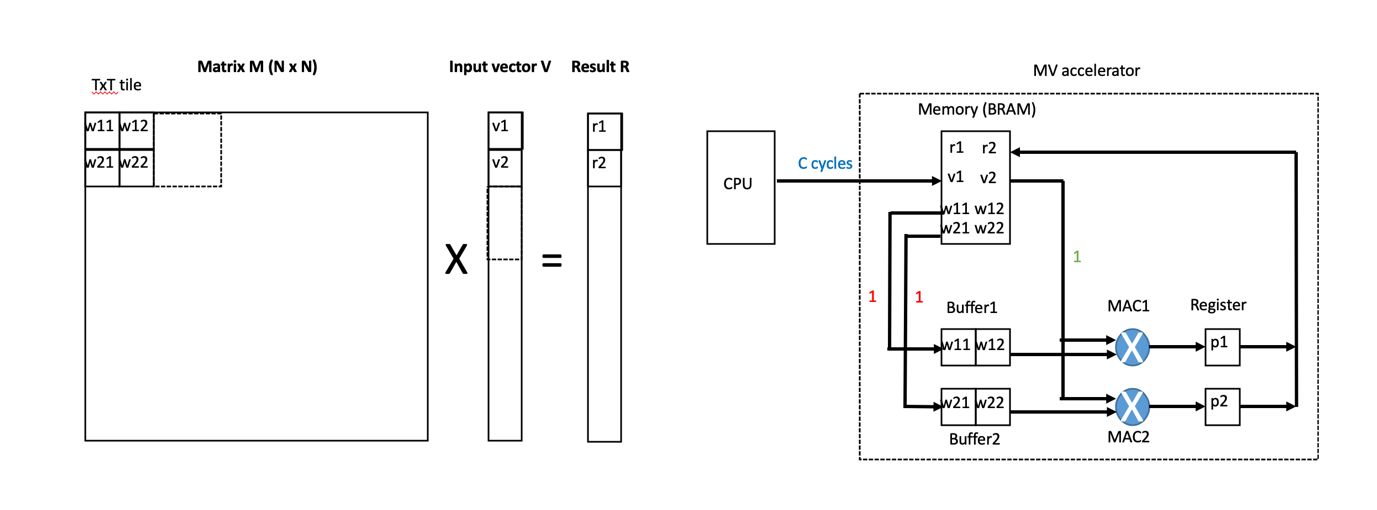 Matrix M (N x N)
TxT tile
w11 w12
w21 w22
Input vector V
v1
v2
Result R
r1
r2
X
=
MV accelerator
Memory (BRAM)
CPU
C cycles
r1 r2
v1 v2
w11 w12
w21 w22
1
1
1
Buffer1
w11 w12
MAC1
X
Register
p1
w21 w22
Buffer2
X
MAC2
p2